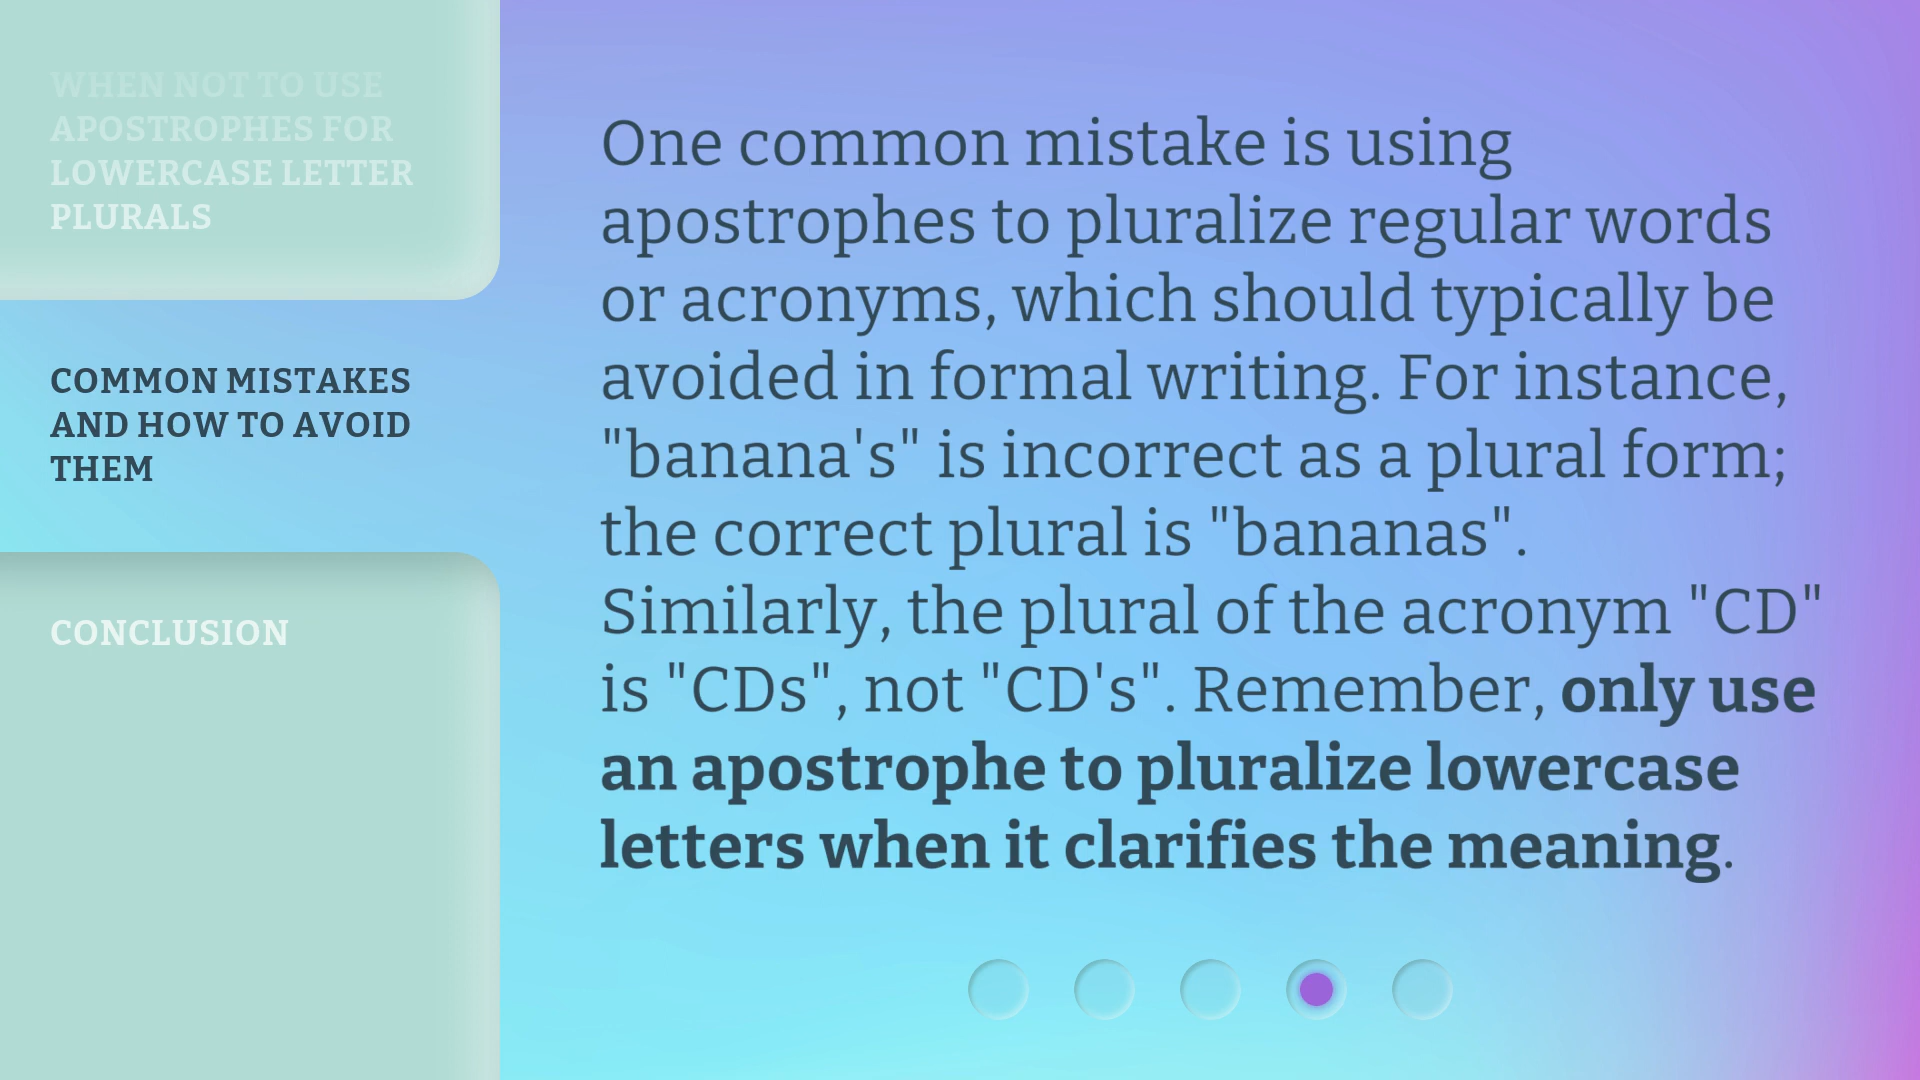 WHEN NOT TO USE
APOSTROPHES FOR
LOWERCASE LETTER
PLURALS
COMMON MISTAKES
AND HOW TO AVOID
THEM
CONCLUSION
One common mistake is using
apostrophes to pluralize regular words
or acronyms, which should typically be
avoided in formal writing. For instance,
"banana's" is incorrect as a plural form;
the correct plural is "bananas".
Similarly, the plural of the acronym "CD"
is "CDs", not "CD's". Remember, only use
an apostrophe to pluralize lowercase
letters when it clarifies the meaning.